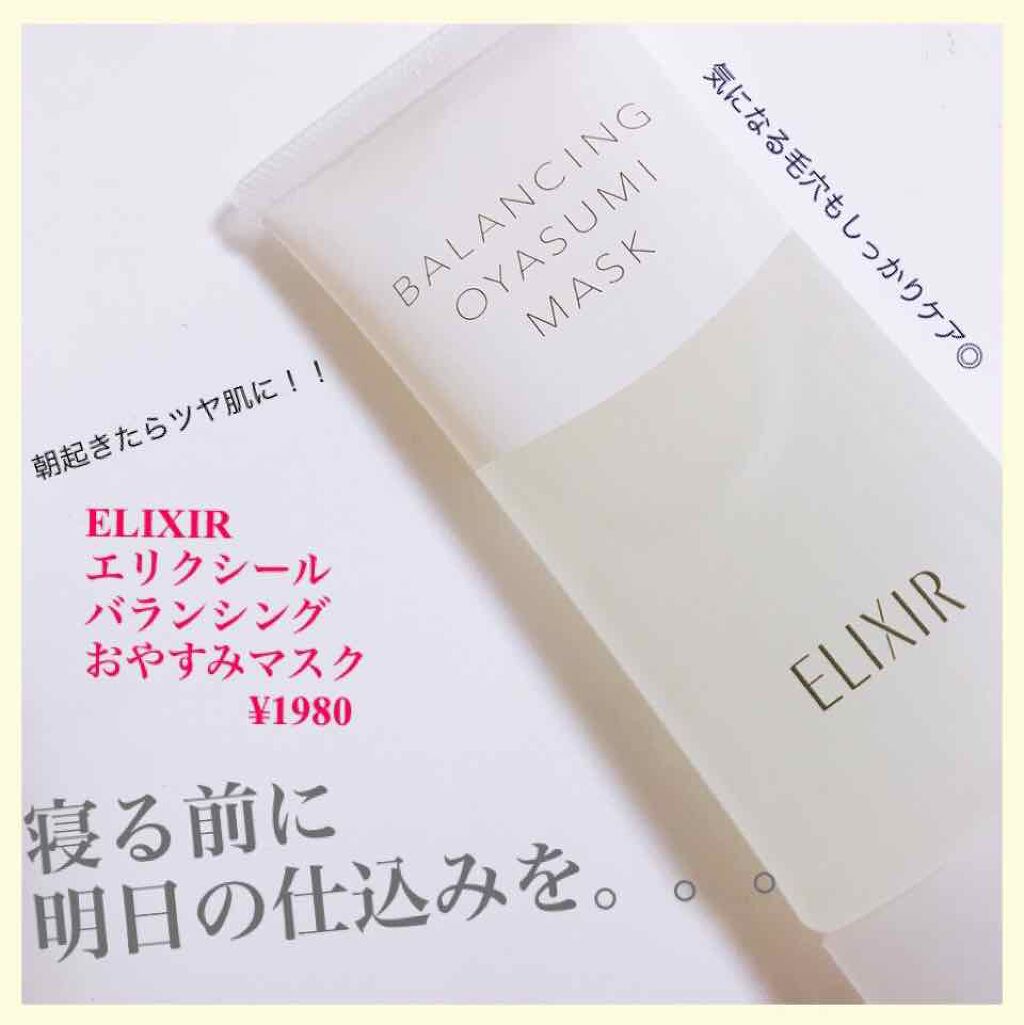 気になる毛穴もしっかりケア◎
BALANCING
OYASUMI
MASK
朝起きたらツヤ肌に！！
ELIXIR
エリクシール
バランシング
おやすみマスク
¥1980
ELIXIR
寝る前に
明日の仕込みを。。。